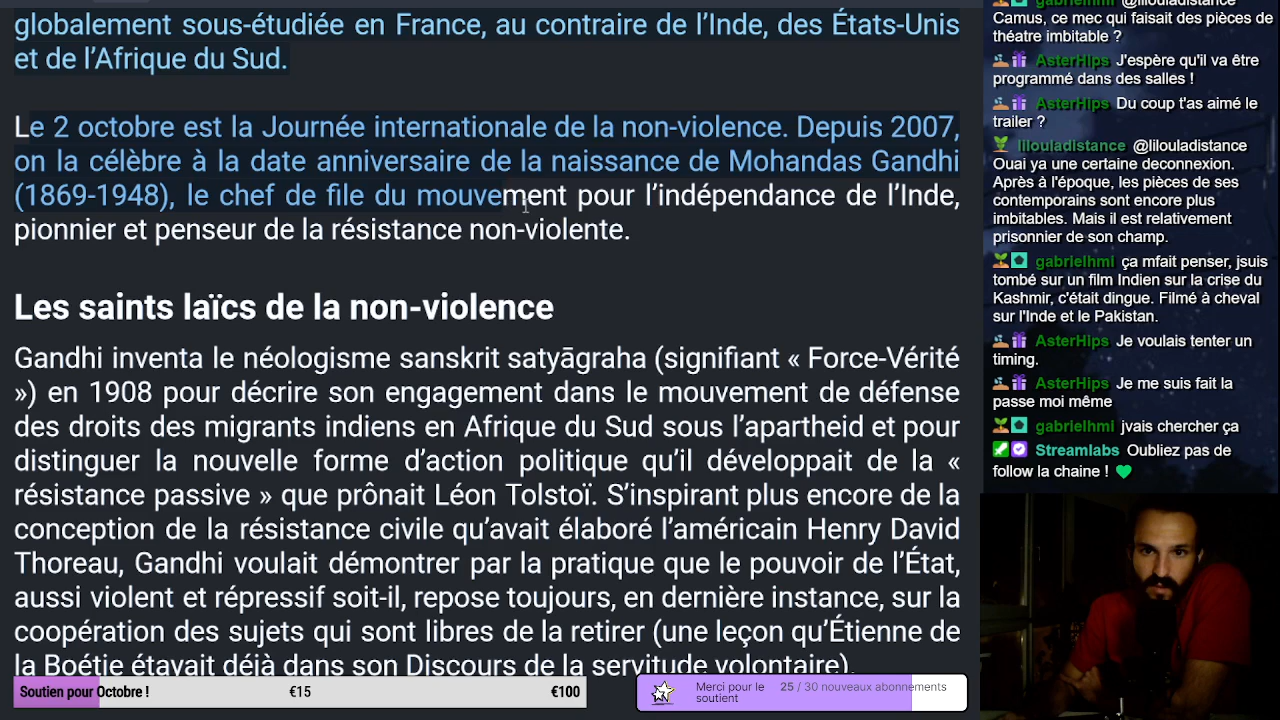 globalement sous-étudiée en France, au contraire de l’Inde, des États-Unis
et de l’Afrique du Sud.
Le 2 octobre est la Journée internationale de la non-violence. Depuis 2007,
on la célèbre à la date anniversaire de la naissance de Mohandas Gandhi
(1869-1948), le chef de file du mouvement pour l’indépendance de l’Inde,
pionnier et penseur de la résistance non-violente.
Les saints laïcs de la non-violence
Gandhi inventa le néologisme sanskrit satyāgraha (signifiant « Force-Vérité
») en 1908 pour décrire son engagement dans le mouvement de défense
des droits des migrants indiens en Afrique du Sud sous l’apartheid et pour
distinguer la nouvelle forme d’action politique qu’il développait de la «
résistance passive » que prônait Léon Tolstoï. S’inspirant plus encore de la
conception de la résistance civile qu’avait élaboré l’américain Henry David
Thoreau, Gandhi voulait démontrer par la pratique que le pouvoir de l’État,
aussi violent et répressif soit-il, repose toujours, en dernière instance, sur la
coopération des sujets qui sont libres de la retirer (une leçon qu’Étienne de
la Boétie étayait déjà dans son Discours de la servitude volontaire).
Soutien pour Octobre !
€15
€100
Merci pour le
soutien
25 / 30 nouveaux abonnements
gabrielhmi @lilouladistance
Camus, ce mec qui faisait des pièces de
théatre imbitable ?
AsterHips J'espère qu'il va être
programmé dans des salles !
AsterHips Du coup t'as aimé le
trailer ?
lilouladistance @lilouladistance
Ouai ya une certaine deconnexion.
Après à l'époque, les pièces de ses
contemporains sont encore plus
imbitables. Mais il est relativement
prisonnier de son champ.
gabrielhmi ça mfait penser, jsuis
tombé sur un film Indien sur la crise du
Kashmir, c'était dingue. Filmé à cheval
sur l'Inde et le Pakistan.
AsterHips Je voulais tenter un
timing.
AsterHips Je me suis fait la
passe moi même
gabrielhmi jvais chercher ça
Streamlabs Oubliez pas de
follow la chaine !